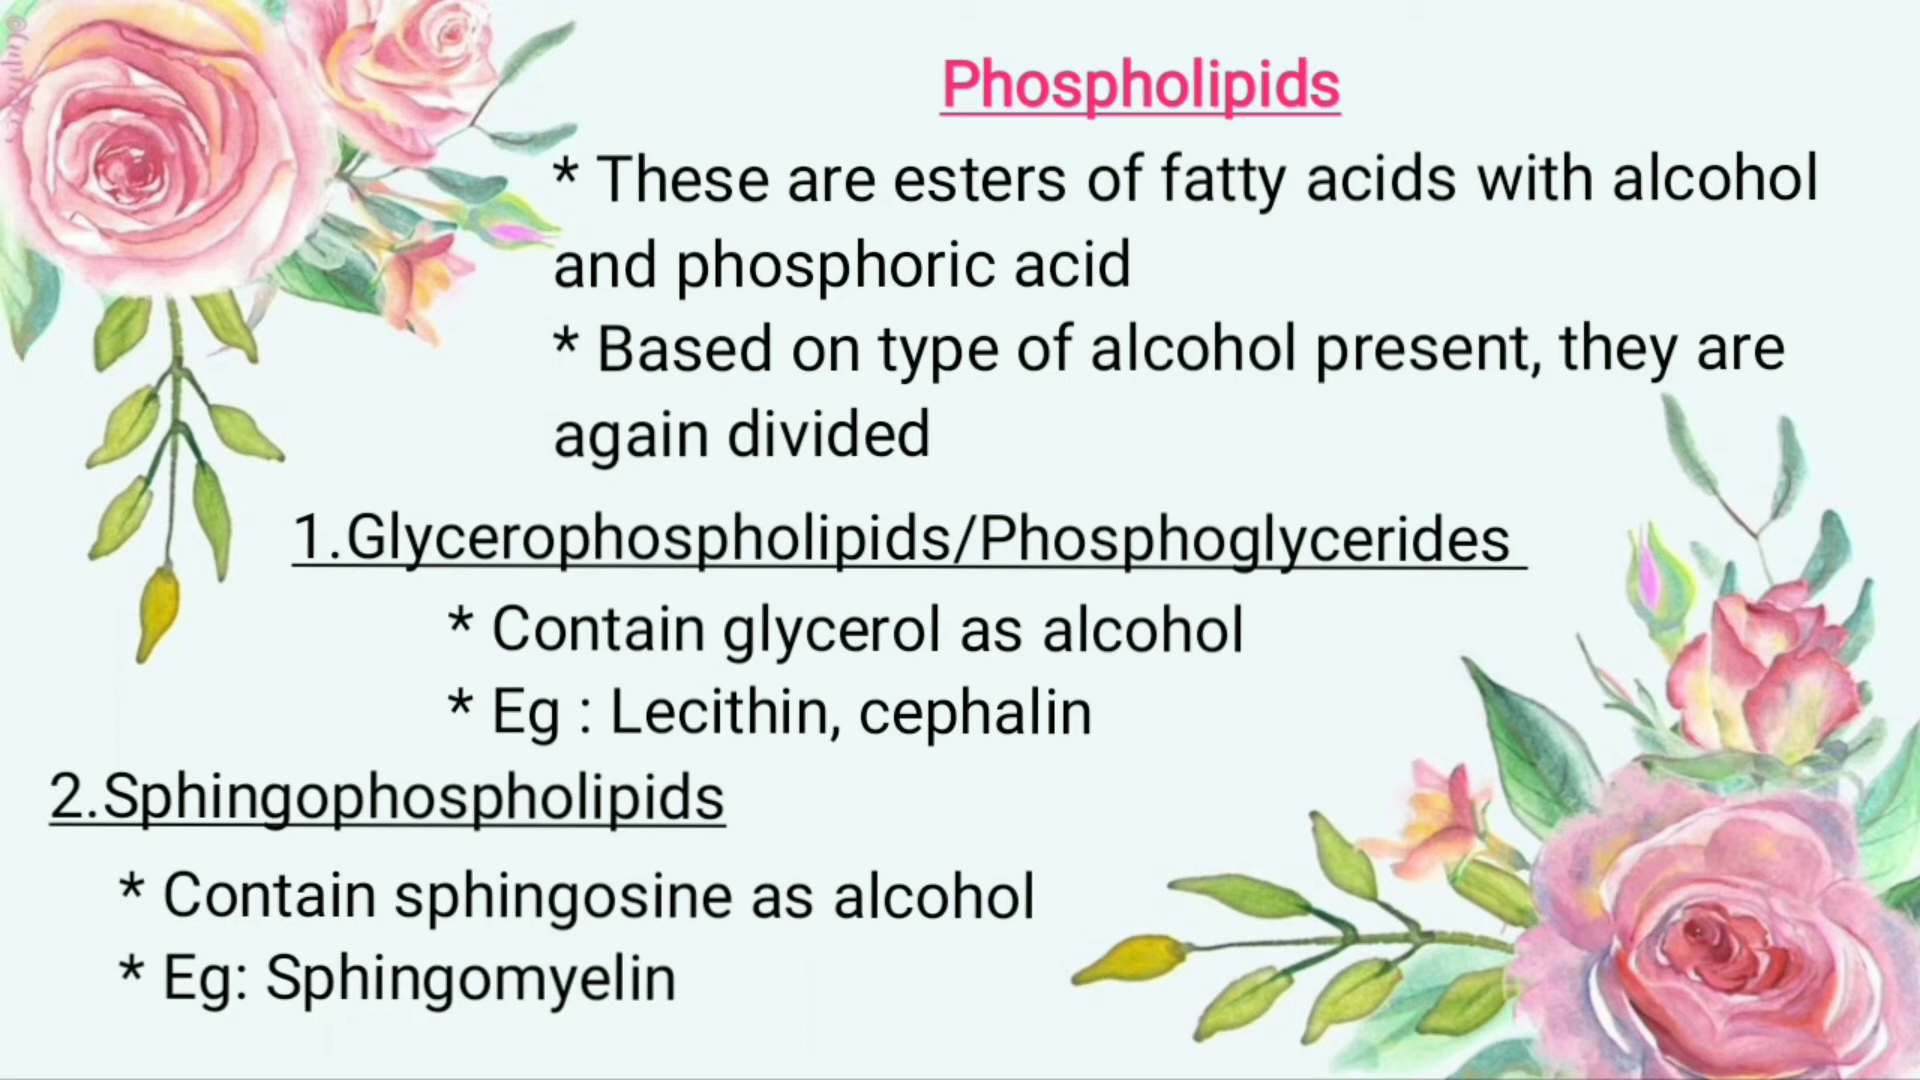 Phospholipids
* These are esters of fatty acids with alcohol
and phosphoric acid
* Based on type of alcohol present, they are
again divided
1.Glycerophospholipids/Phosphoglycerides
* Contain glycerol as alcohol
* Eg : Lecithin, cephalin
2.Sphingophospholipids
* Contain sphingosine as alcohol
* Eg: Sphingomyelin